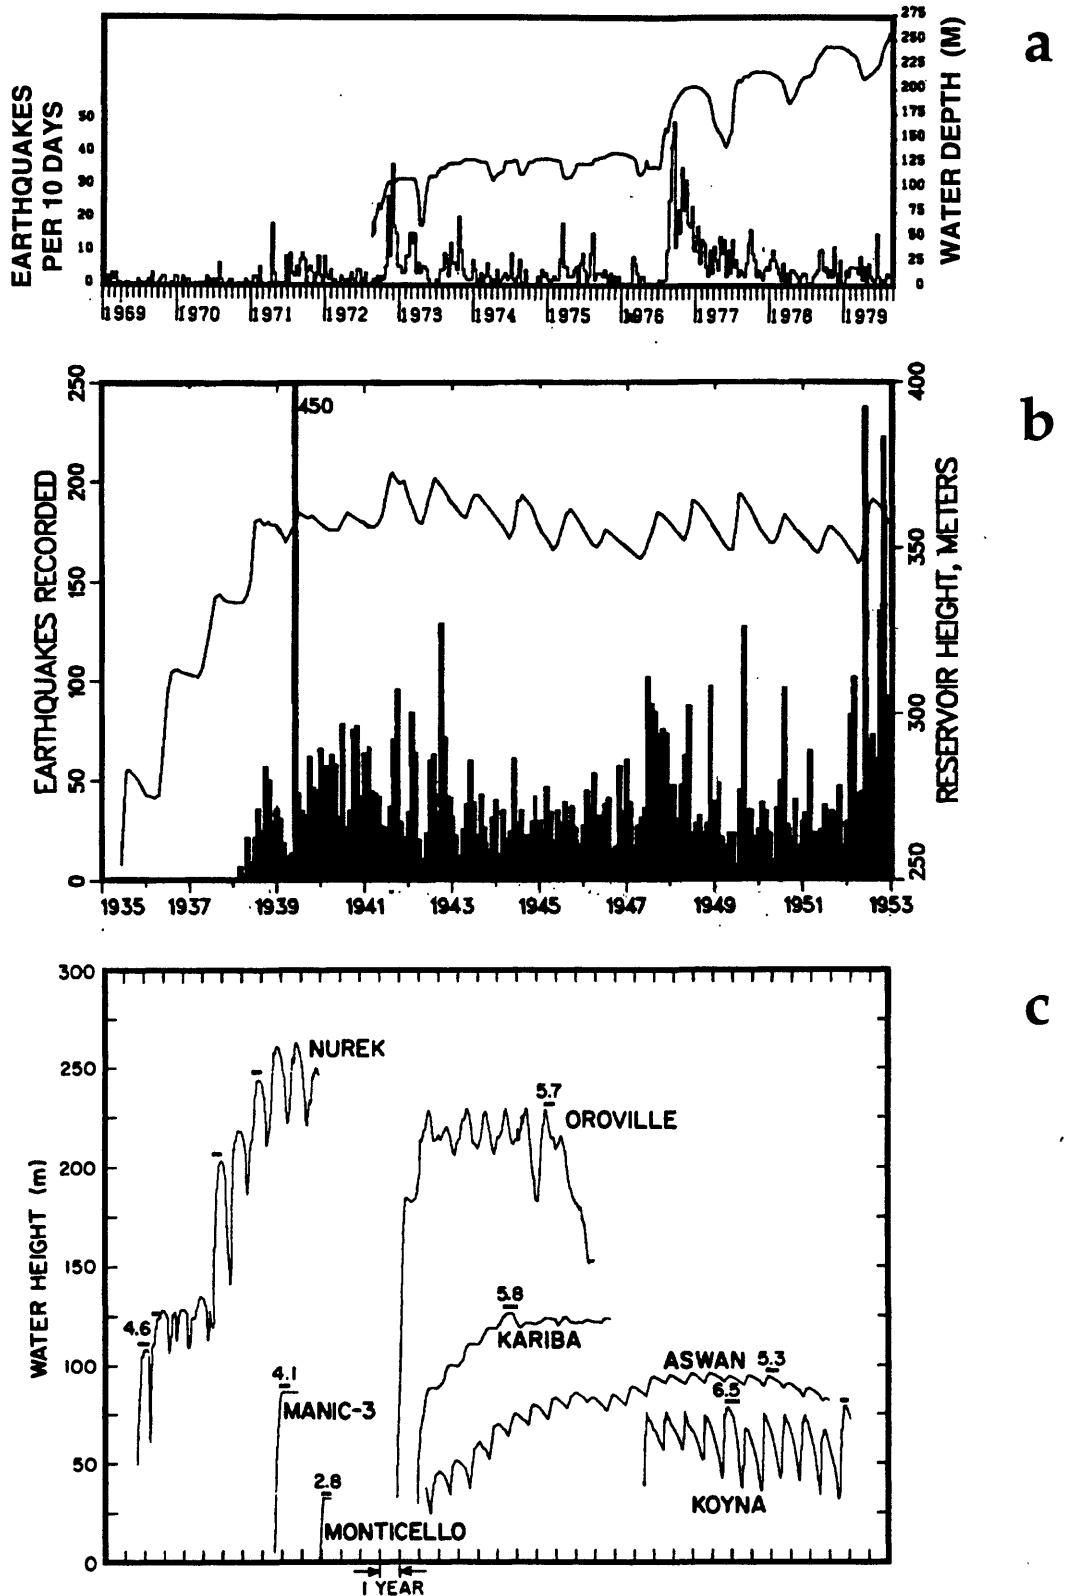 a
EARTHQUAKES
PER 10 DAYS
50
40
30
20
10
0
275
250
225
200
175
150
125
100
75
50
25
0
WATER DEPTH (M)
1969 1970 1971 1972 1973 1974 1975 1976 1977 1978 1979
b
EARTHQUAKES RECORDED
250
200
150
100
50
0
450
400
350
300
250
RESERVOIR HEIGHT, METERS
1935 1937 1939 1941 1943 1945 1947 1949 1951 1953
c
WATER HEIGHT (m)
300
250
200
150
100
50
0
NUREK
5.7
OROVILLE
4.6
5.8
KARIBA
4.1
MANIC-3
ASWAN 5.3
6.5
KOYNA
2.8
MONTICELLO
1 YEAR